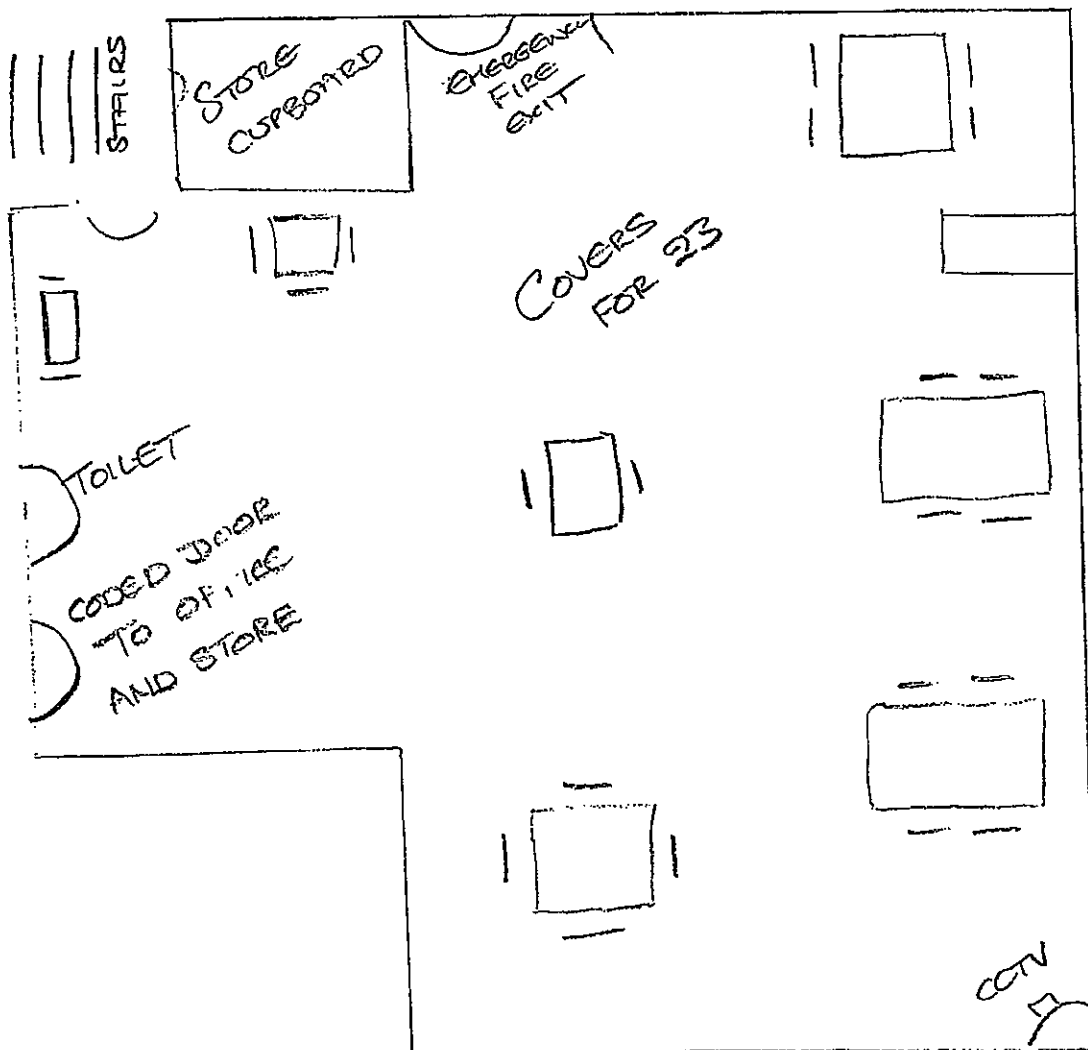 STAIRS
STORE
CUPBOARD
EMERGENCY
FIRE
EXIT
COVERS
FOR 23
TOILET
CODED DOOR
TO OFFICE
AND STORE
CCTV